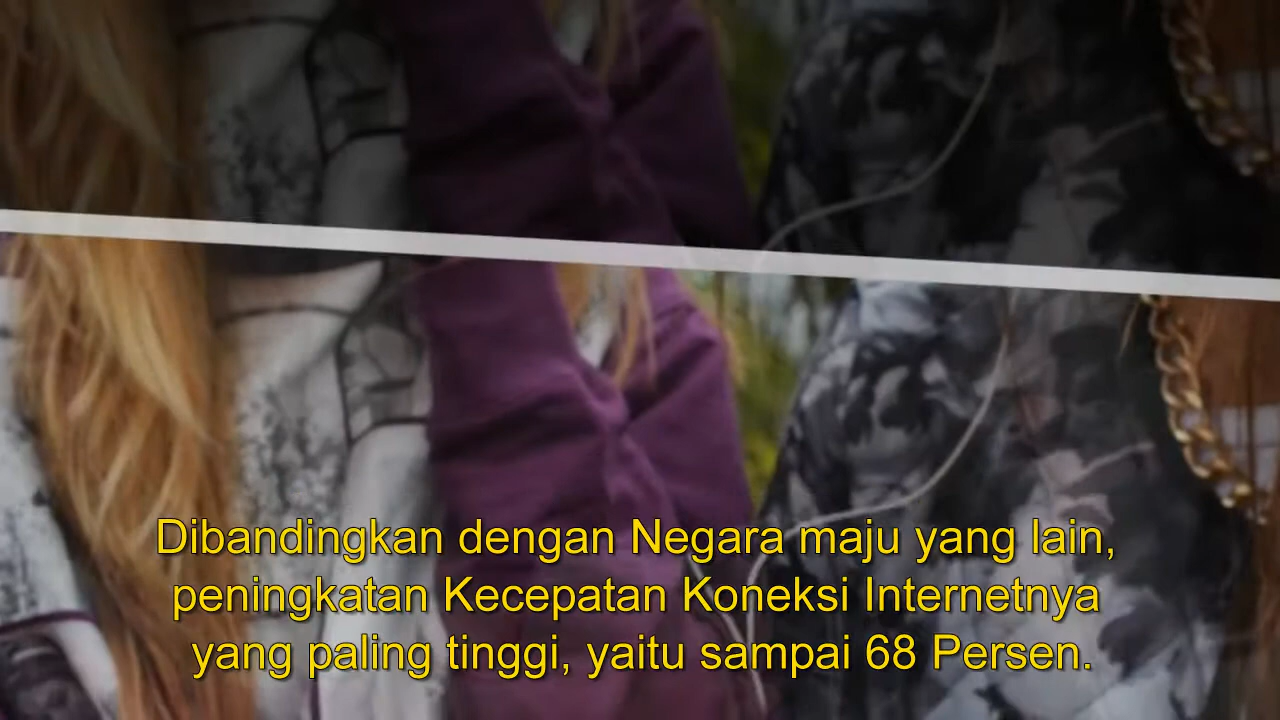 Dibandingkan dengan Negara maju yang lain,
peningkatan Kecepatan Koneksi Internetnya
yang paling tinggi, yaitu sampai 68 Persen.